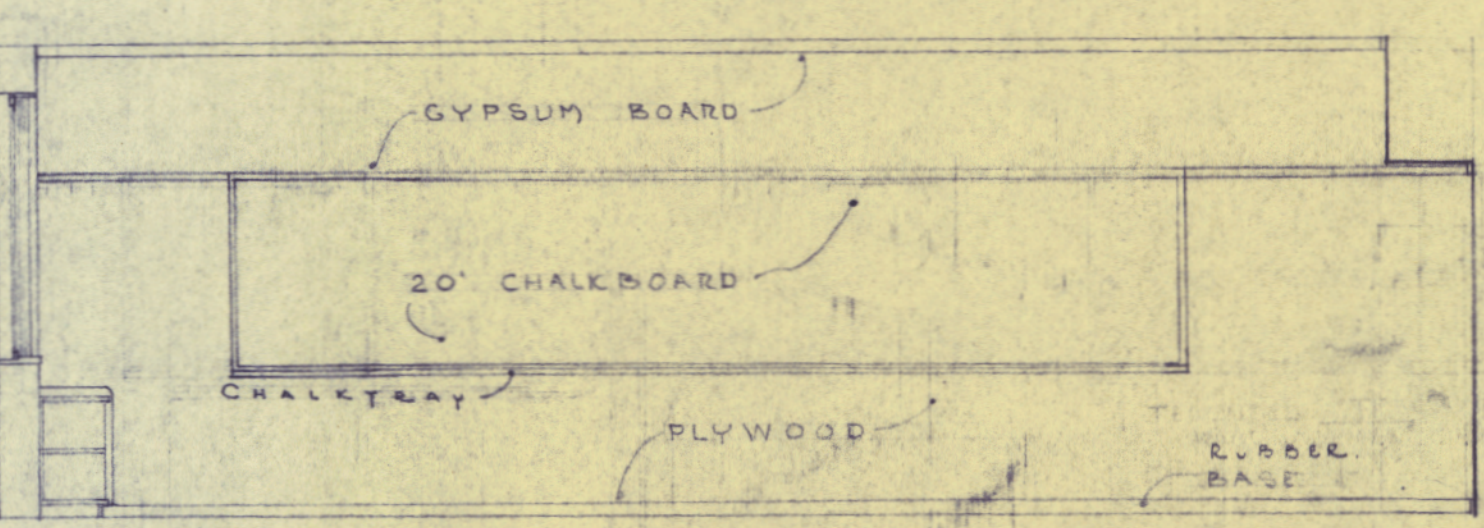 GYPSUM BOARD
20' CHALKBOARD
CHALKTRAY
PLYWOOD
RUBBER.
BASE